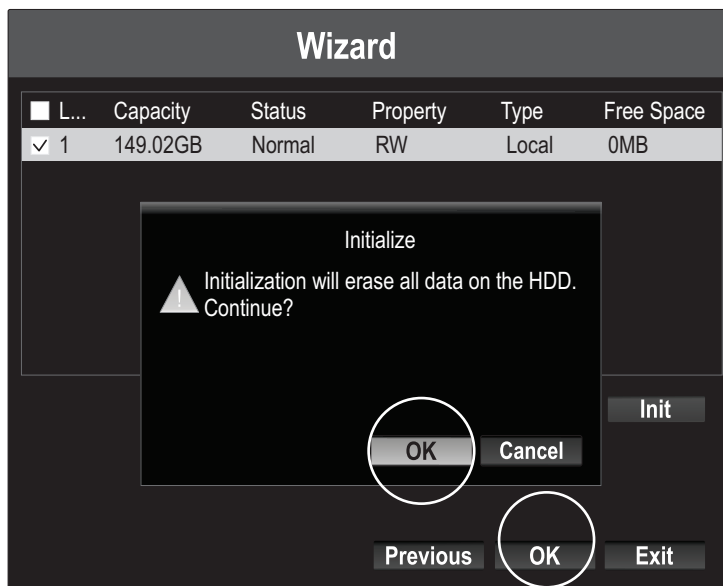 Wizard
L... Capacity Status Property Type Free Space
1 149.02GB Normal RW Local 0MB
Initialize
! Initialization will erase all data on the HDD.
Continue?
Init
OK Cancel
Previous OK Exit